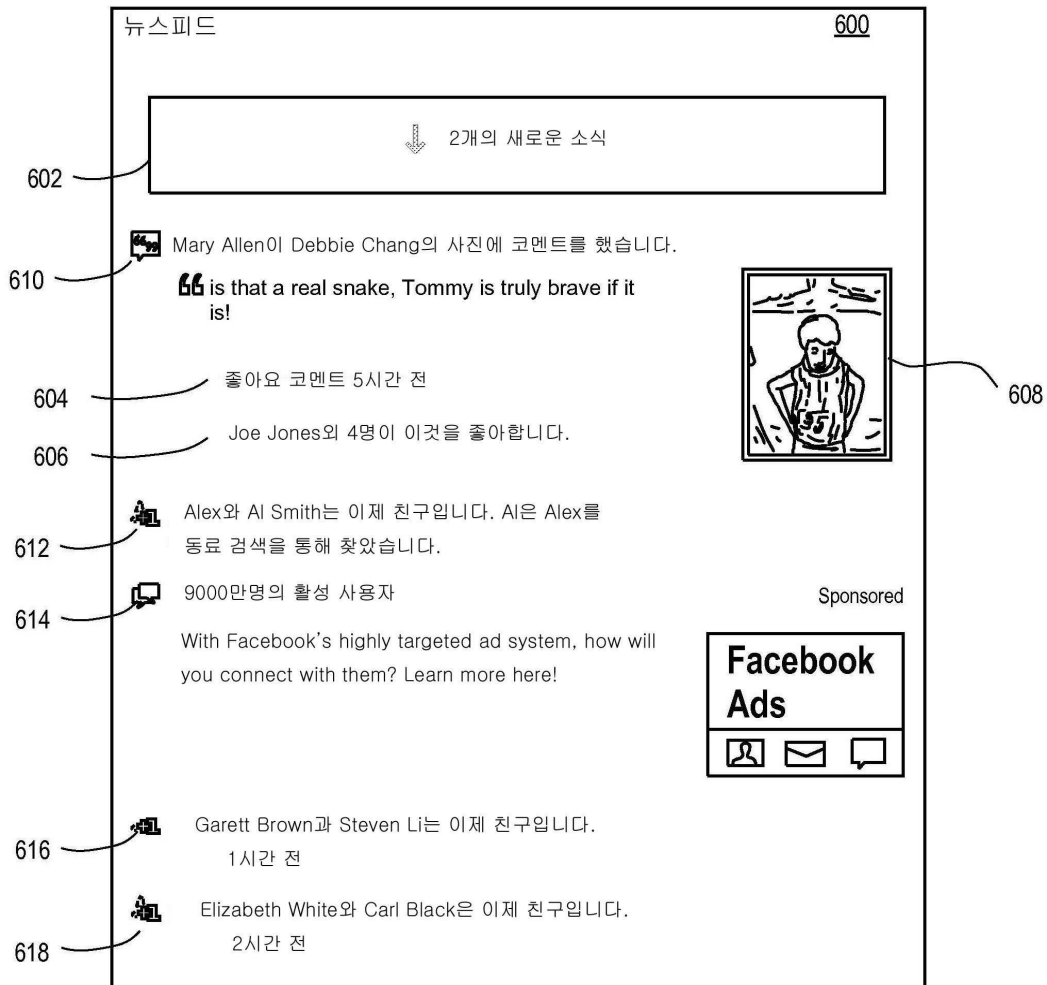 뉴스피드
600
2개의 새로운 소식
602
Mary Allen이 Debbie Chang의 사진에 코멘트를 했습니다.
610
is that a real snake, Tommy is truly brave if it
is!
좋아요 코멘트 5시간 전
604
608
Joe Jones외 4명이 이것을 좋아합니다.
606
35
Alex와 Al Smith는 이제 친구입니다. Al은 Alex를
612
동료 검색을 통해 찾았습니다.
9000만명의 활성 사용자
Sponsored
614
With Facebook's highly targeted ad system, how will
you connect with them? Learn more here!
Facebook
Ads
+1
Garett Brown과 Steven Li는 이제 친구입니다.
616
1시간 전
+1
Elizabeth White와 Carl Black은 이제 친구입니다.
618
2시간 전